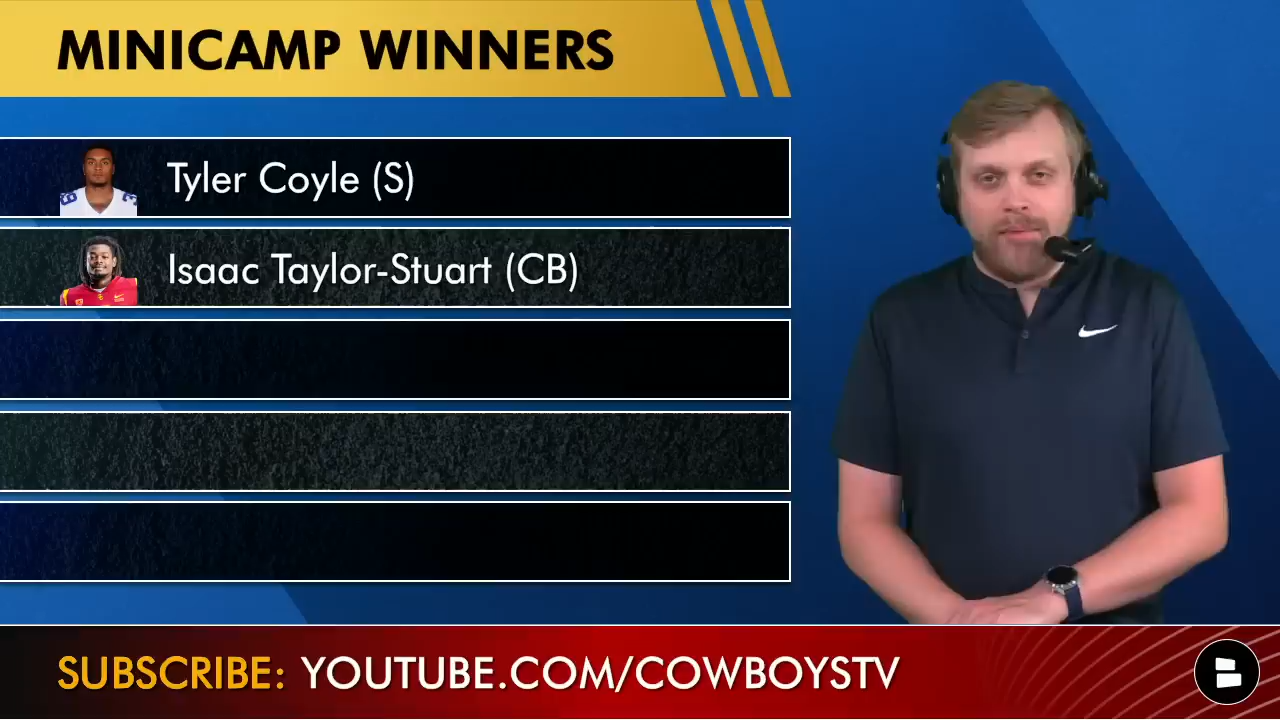 MINICAMP WINNERS
Tyler Coyle (S)
Isaac Taylor-Stuart (CB)
SUBSCRIBE: YOUTUBE.COM/COWBOYSTV